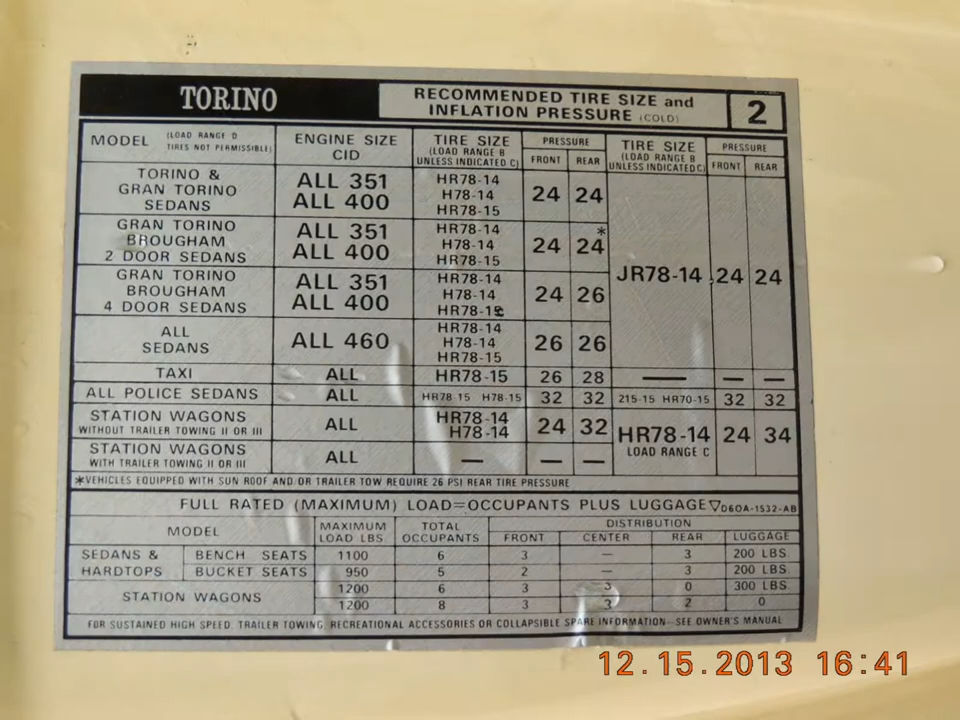 TORINO
RECOMMENDED TIRE SIZE and
INFLATION PRESSURE (COLD)
2
MODEL (LOAD RANGE D
TIRES NOT PERMISSIBLE)
ENGINE SIZE
CID
TIRE SIZE
(LOAD RANGE B
UNLESS INDICATED C)
PRESSURE
FRONT REAR
TIRE SIZE
(LOAD RANGE B
UNLESS INDICATED C)
PRESSURE
FRONT REAR
TORINO &
GRAN TORINO
SEDANS
ALL 351
ALL 400
HR78-14
H78-14
HR78-15
24 24
GRAN TORINO
BROUGHAM
2 DOOR SEDANS
ALL 351
ALL 400
HR78-14
H78-14
HR78-15
24 24*
GRAN TORINO
BROUGHAM
4 DOOR SEDANS
ALL 351
ALL 400
HR78-14
H78-14
HR78-15
24 26
JR78-14 24 24
ALL
SEDANS
ALL 460
HR78-14
H78-14
HR78-15
26 26
TAXI ALL HR78-15 26 28 — — —
ALL POLICE SEDANS ALL HR78 15 H78-15 32 32 215-15 HR70-15 32 32
STATION WAGONS
WITHOUT TRAILER TOWING II OR III
ALL
HR78-14
H78-14
24 32
HR78-14
LOAD RANGE C
24 34
STATION WAGONS
WITH TRAILER TOWING II OR III
ALL — — —
*VEHICLES EQUIPPED WITH SUN ROOF AND/OR TRAILER TOW REQUIRE 26 PSI REAR TIRE PRESSURE
FULL RATED (MAXIMUM) LOAD=OCCUPANTS PLUS LUGGAGE▽D6OA-1532-AB
MODEL
MAXIMUM
LOAD LBS
TOTAL
OCCUPANTS
DISTRIBUTION
FRONT CENTER REAR LUGGAGE
SEDANS &
HARDTOPS
BENCH SEATS 1100 6 3 — 3 200 LBS
BUCKET SEATS 950 5 2 — 3 200 LBS
STATION WAGONS
1200 6 3 3 0 300 LBS
1200 8 3 3 2 0
FOR SUSTAINED HIGH SPEED, TRAILER TOWING, RECREATIONAL ACCESSORIES OR COLLAPSIBLE SPARE INFORMATION—SEE OWNER'S MANUAL
12.15.2013 16:41